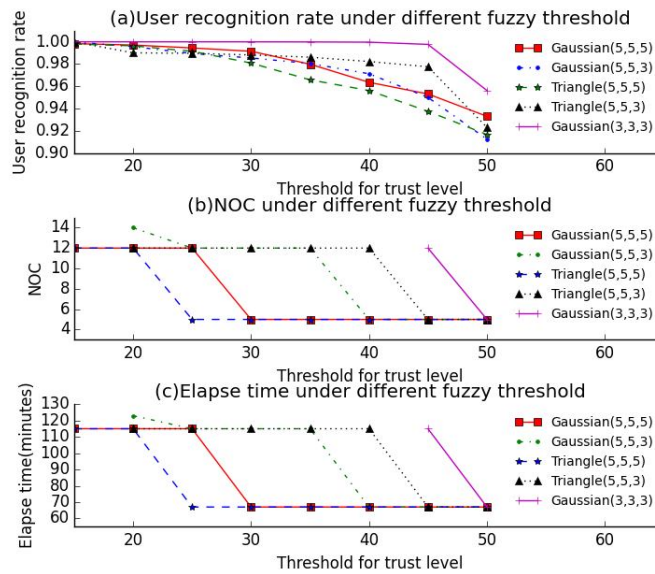 (a)User recognition rate under different fuzzy threshold
User recognition rate
1.00
0.98
0.96
0.94
0.92
0.90
20 30 40 50 60
Threshold for trust level
Gaussian(5,5,5)
Gaussian(5,5,3)
Triangle(5,5,5)
Triangle(5,5,3)
Gaussian(3,3,3)
(b)NOC under different fuzzy threshold
NOC
14
12
10
8
6
4
20 30 40 50 60
Threshold for trust level
Gaussian(5,5,5)
Gaussian(5,5,3)
Triangle(5,5,5)
Triangle(5,5,3)
Gaussian(3,3,3)
(c)Elapse time under different fuzzy threshold
Elapse time(minutes)
130
120
110
100
90
80
70
60
20 30 40 50 60
Threshold for trust level
Gaussian(5,5,5)
Gaussian(5,5,3)
Triangle(5,5,5)
Triangle(5,5,3)
Gaussian(3,3,3)